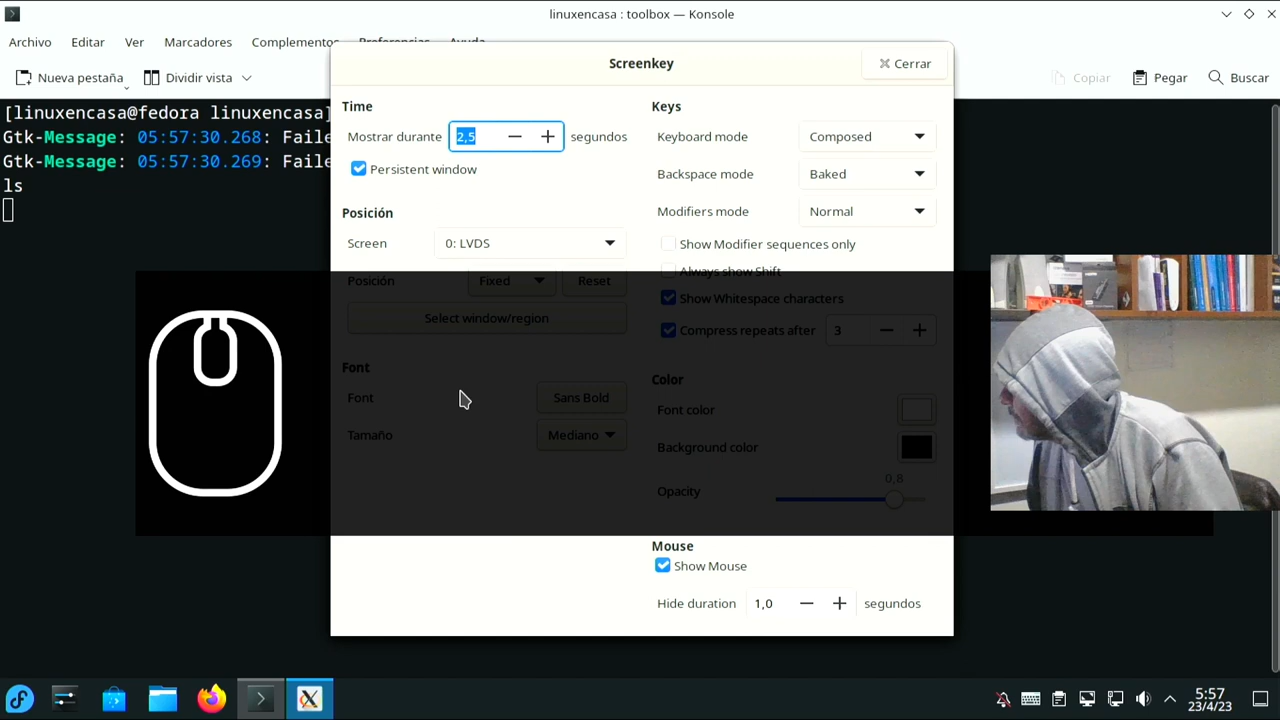 linuxencasa : toolbox — Konsole
Archivo Editar Ver Marcadores Complementos Preferencias Ayuda
Nueva pestaña Dividir vista Copiar Pegar Buscar
[linuxencasa@fedora linuxencasa]
Gtk-Message: 05:57:30.268: Faile
Gtk-Message: 05:57:30.269: Faile
ls
Screenkey
Cerrar
Time
Mostrar durante 2,5 segundos
Persistent window
Posición
Screen 0: LVDS
Posición Fixed Reset
Select window/region
Font
Font Sans Bold
Tamaño Mediano
Keys
Keyboard mode Composed
Backspace mode Baked
Modifiers mode Normal
Show Modifier sequences only
Always show Shift
Show Whitespace characters
Compress repeats after 3
Color
Font color
Background color
0,8
Opacity
Mouse
Show Mouse
Hide duration 1,0 segundos
5:57
23/4/23